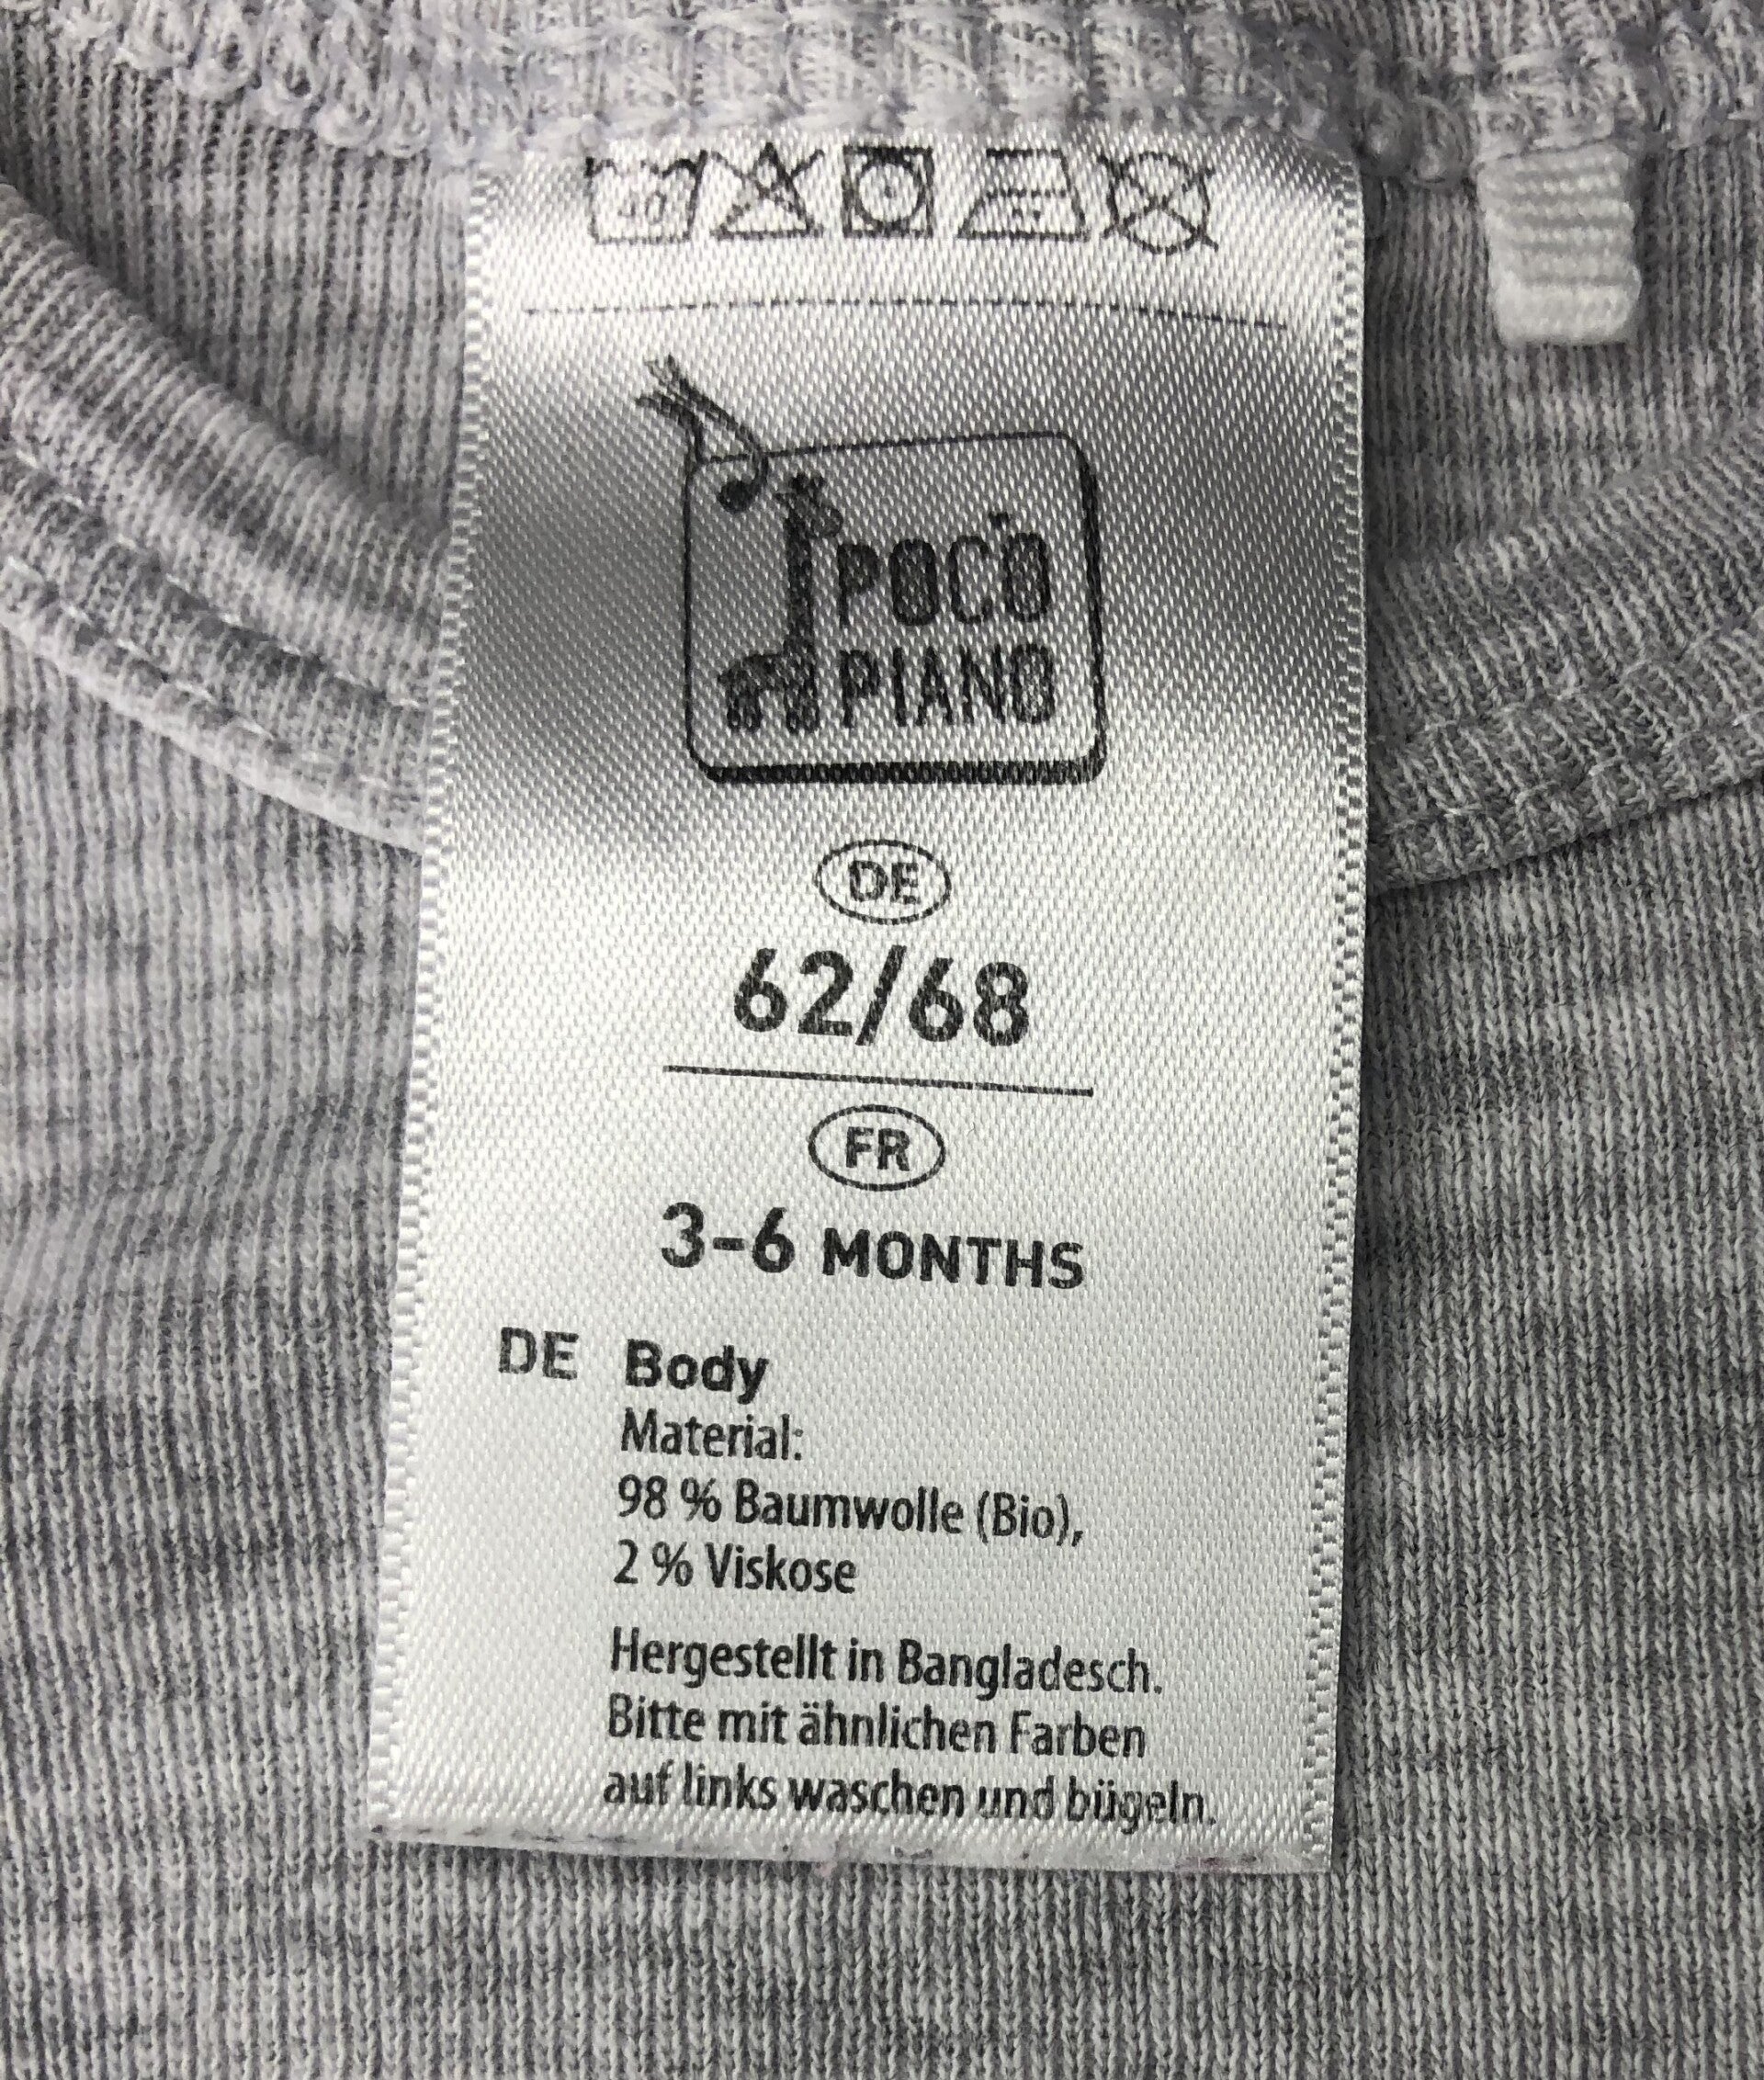 40
POCO
PIANO
DE
62/68
FR
3-6 MONTHS
DE Body
Material:
98 % Baumwolle (Bio),
2 % Viskose
Hergestellt in Bangladesch.
Bitte mit ähnlichen Farben
auf links waschen und bügeln.